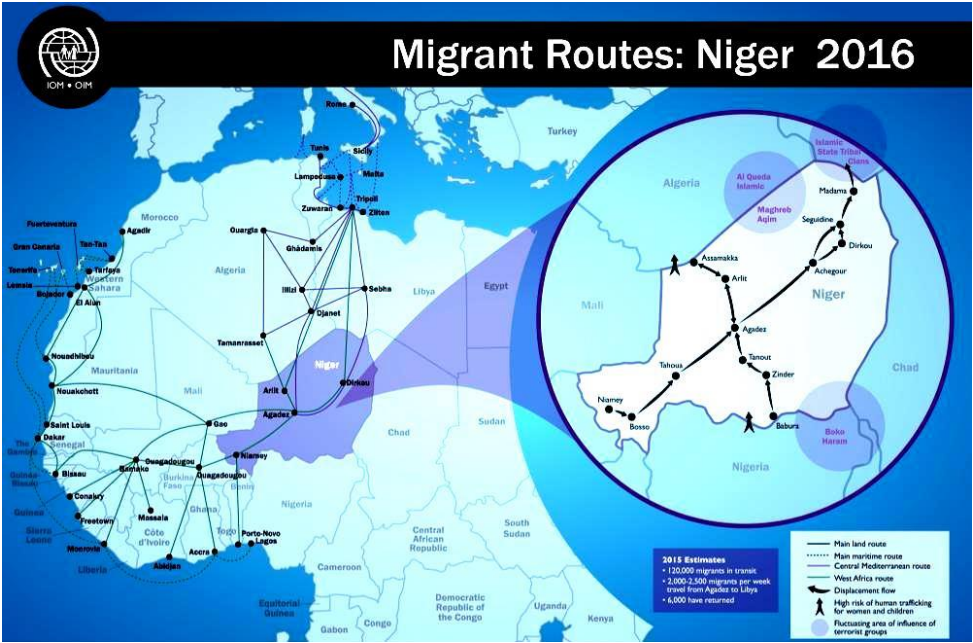 IOM • OIM
Migrant Routes: Niger 2016
Rome
Turkey
Tunis
Sicily
Lampedusa
Malta
Zuwaran
Tripoli
Zliten
Morocco
Fuerteventura
Agadir
Gran Canaria
Tan-Tan
Tenerife
Tarfaya
Western
Sahara
Bojador
El Aiun
Ouargla
Ghadamis
Algeria
Illizi
Sebha
Libya
Egypt
Djanet
Tamanrasset
Nouadhibou
Mauritania
Mali
Niger
Arlit
Dirkou
Nouakchott
Agadez
Gao
Saint Louis
Dakar
The
Gambia
Senegal
Chad
Sudan
Niamey
Ouagadougou
Bamako
Ouagadougou
Bissau
Guinea-
Bissau
Burkina
Faso
Benin
Conakry
Guinea
Nigeria
Massala
Ghana
Freetown
Togo
Sierra
Leone
Côte
d'Ivoire
Porto-Novo
Lagos
Monrovia
Accra
Liberia
Abidjan
Central
African
Republic
South
Sudan
Cameroon
Equitorial
Guinea
Gabon
Congo
Democratic
Republic of
the Congo
Uganda
Kenya
Islamic
State Tribal
Clans
Algeria
Al Queda
Islamic
Maghreb
Aqim
Madama
Seguidine
Dirkou
Assamakka
Achegour
Arlit
Niger
Mali
Agadez
Tanout
Chad
Tahoua
Zinder
Niamey
Bosso
Babura
Boko
Haram
Nigeria
2015 Estimates
• 120,000 migrants in transit
• 2,000-2,500 migrants per week
travel from Agadez to Libya
• 6,000 have returned
Main land route
Main maritime route
Central Mediterranean route
West Africa route
Displacement flow
High risk of human trafficking
for women and children
Fluctuating area of influence of
terrorist groups